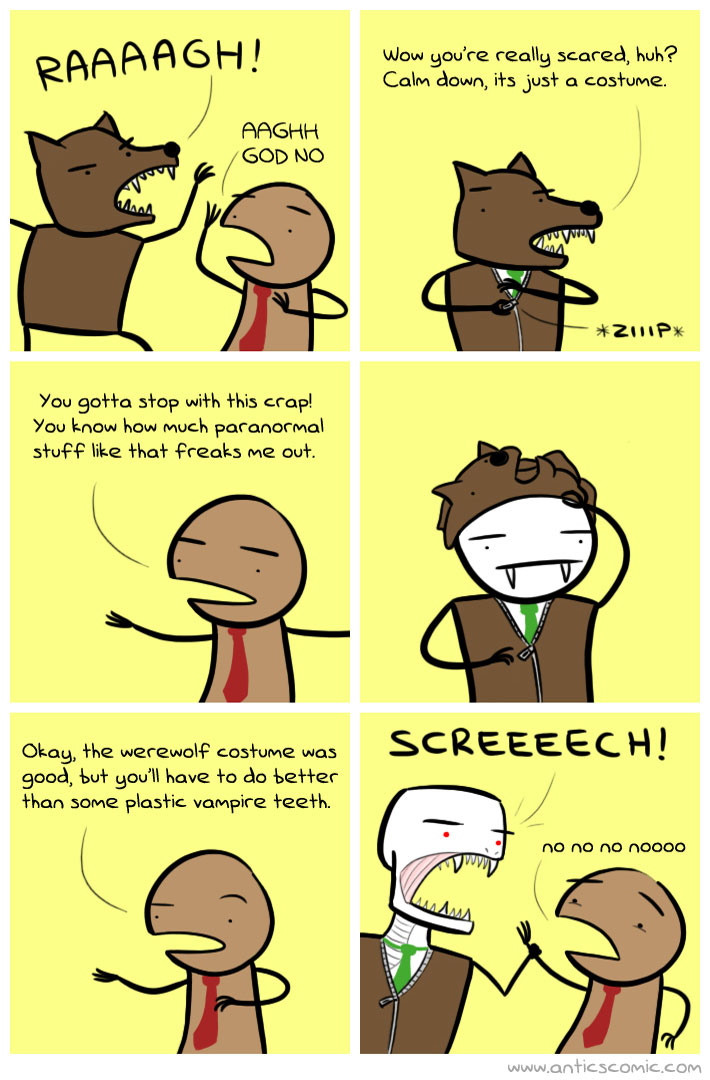 RAAAAGH!
AAGHH
GOD NO
Wow you're really scared, huh?
Calm down, its just a costume.
*ZIIIP*
You gotta stop with this crap!
You know how much paranormal
stuff like that freaks me out.
Okay, the werewolf costume was
good, but you'll have to do better
than some plastic vampire teeth.
SCREEEECH!
no no no noooo
www.anticscomic.com